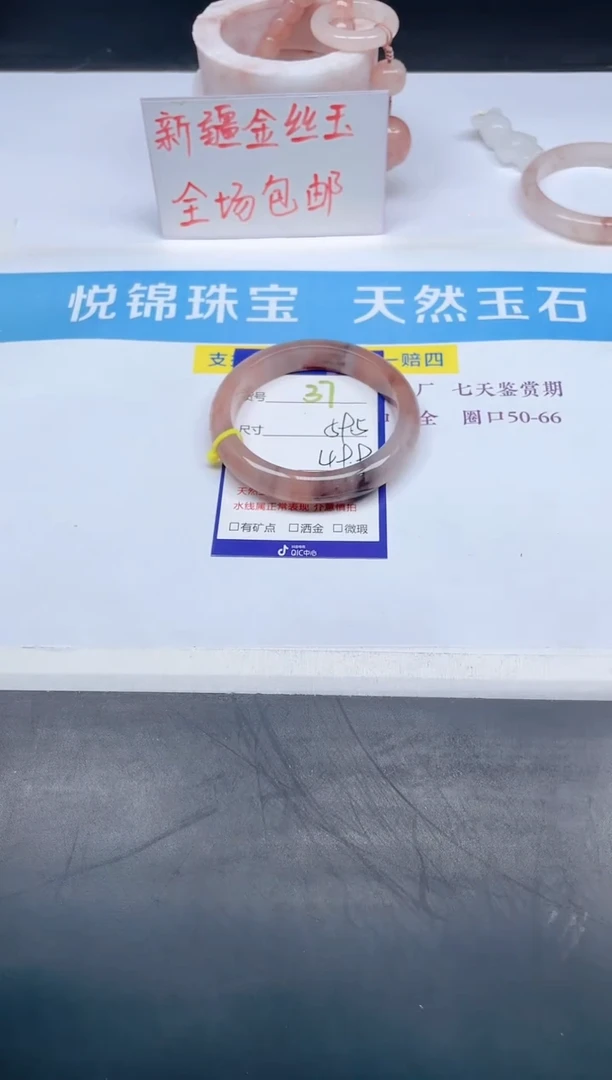 新疆金丝玉
全场包邮
悦锦珠宝 天然玉石
支 一赔四
厂 七天鉴赏期
全 圈口50-66
货号 37
尺寸
水线属正常表现 介意慎拍
□有矿点 □洒金 □微瑕
QIC中心